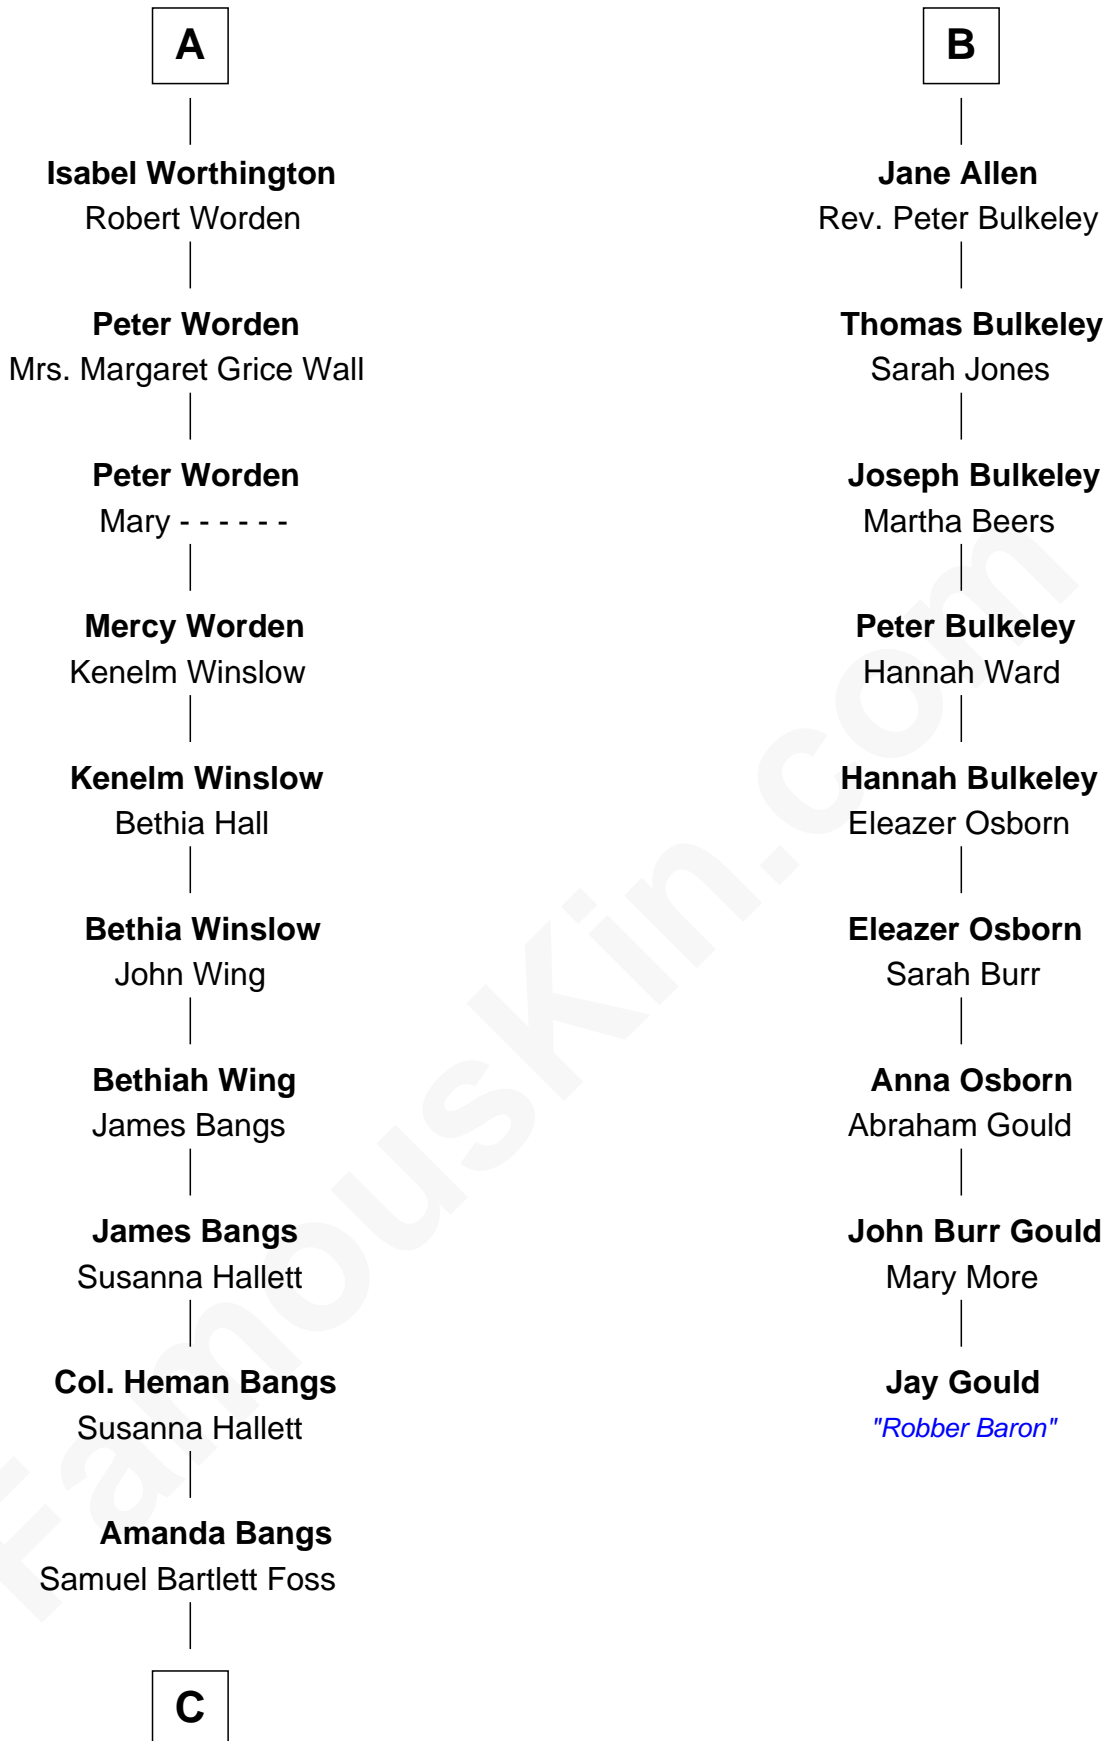 A
Isabel Worthington
Robert Worden
Peter Worden
Mrs. Margaret Grice Wall
Peter Worden
Mary - - - - - -
Mercy Worden
Kenelm Winslow
Kenelm Winslow
Bethia Hall
Bethia Winslow
John Wing
Bethiah Wing
James Bangs
James Bangs
Susanna Hallett
Col. Heman Bangs
Susanna Hallett
Amanda Bangs
Samuel Bartlett Foss
C
B
Jane Allen
Rev. Peter Bulkeley
Thomas Bulkeley
Sarah Jones
Joseph Bulkeley
Martha Beers
Peter Bulkeley
Hannah Ward
Hannah Bulkeley
Eleazer Osborn
Eleazer Osborn
Sarah Burr
Anna Osborn
Abraham Gould
John Burr Gould
Mary More
Jay Gould
"Robber Baron"
FamousKin.com